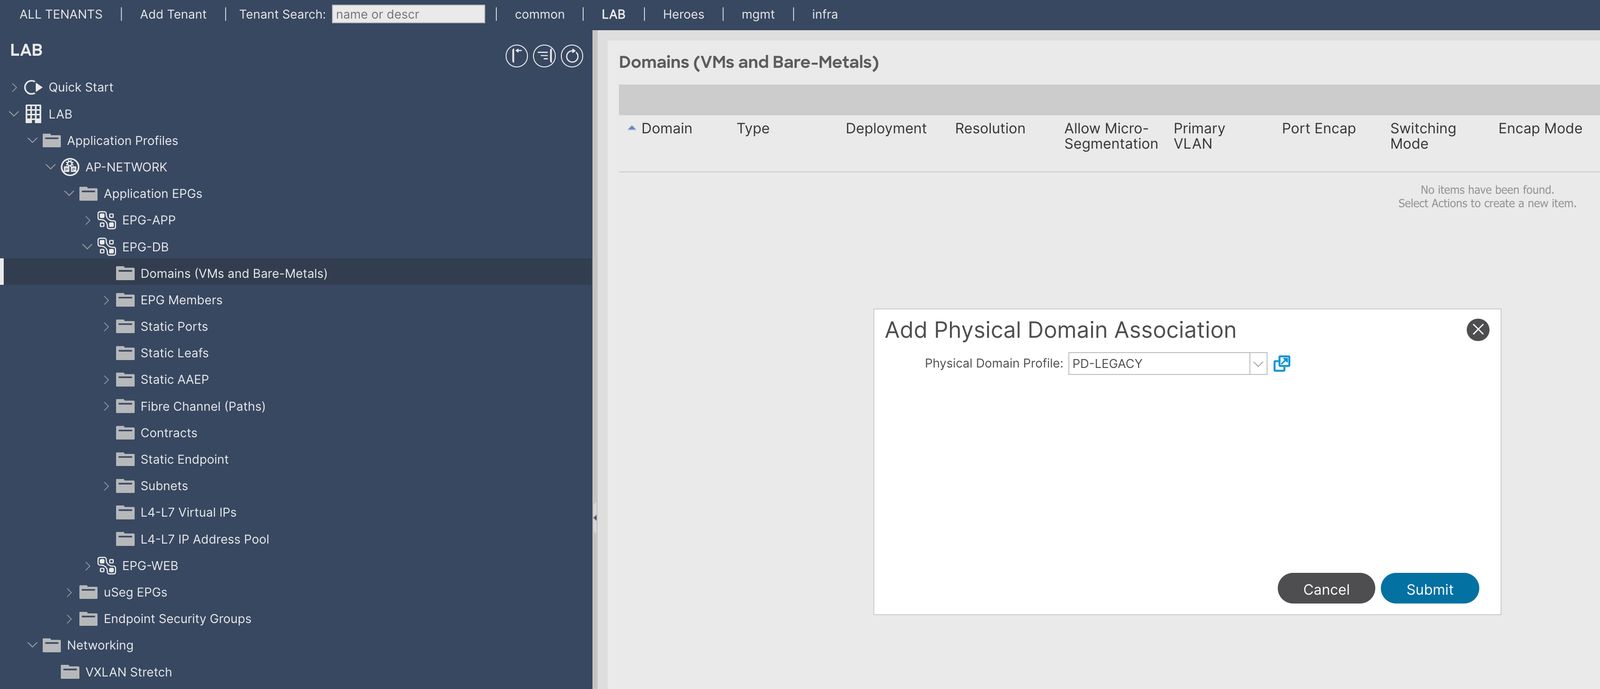 ALL TENANTS | Add Tenant | Tenant Search: name or descr | common | LAB | Heroes | mgmt | infra
LAB
Quick Start
LAB
Application Profiles
AP-NETWORK
Application EPGs
EPG-APP
EPG-DB
Domains (VMs and Bare-Metals)
EPG Members
Static Ports
Static Leafs
Static AAEP
Fibre Channel (Paths)
Contracts
Static Endpoint
Subnets
L4-L7 Virtual IPs
L4-L7 IP Address Pool
EPG-WEB
uSeg EPGs
Endpoint Security Groups
Networking
VXLAN Stretch
Domains (VMs and Bare-Metals)
Domain Type Deployment Resolution Allow Micro- Primary Port Encap Switching Encap Mode
Segmentation VLAN Mode
No items have been found.
Select Actions to create a new item.
Add Physical Domain Association
Physical Domain Profile: PD-LEGACY
Cancel Submit